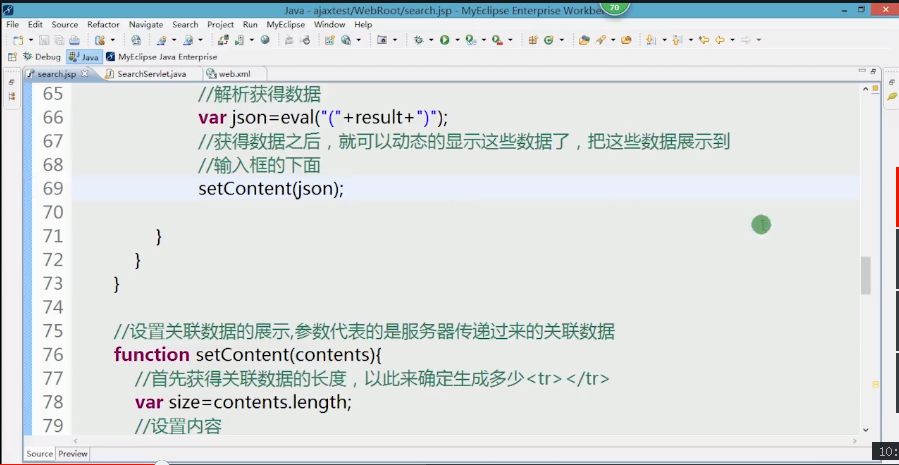 Java - ajaxtest/WebRoot/search.jsp - MyEclipse Enterprise Workbe
70
File Edit Source Refactor Navigate Search Project Run MyEclipse Window Help
Debug Java MyEclipse Java Enterprise
search.jsp SearchServlet.java web.xml
65 //解析获得数据
66 var json=eval("("+result+")");
67 //获得数据之后，就可以动态的显示这些数据了，把这些数据展示到
68 //输入框的下面
69 setContent(json);
70
71 }
72 }
73 }
74
75 //设置关联数据的展示,参数代表的是服务器传递过来的关联数据
76 function setContent(contents){
77 //首先获得关联数据的长度，以此来确定生成多少<tr></tr>
78 var size=contents.length;
79 //设置内容
Source Preview
10: